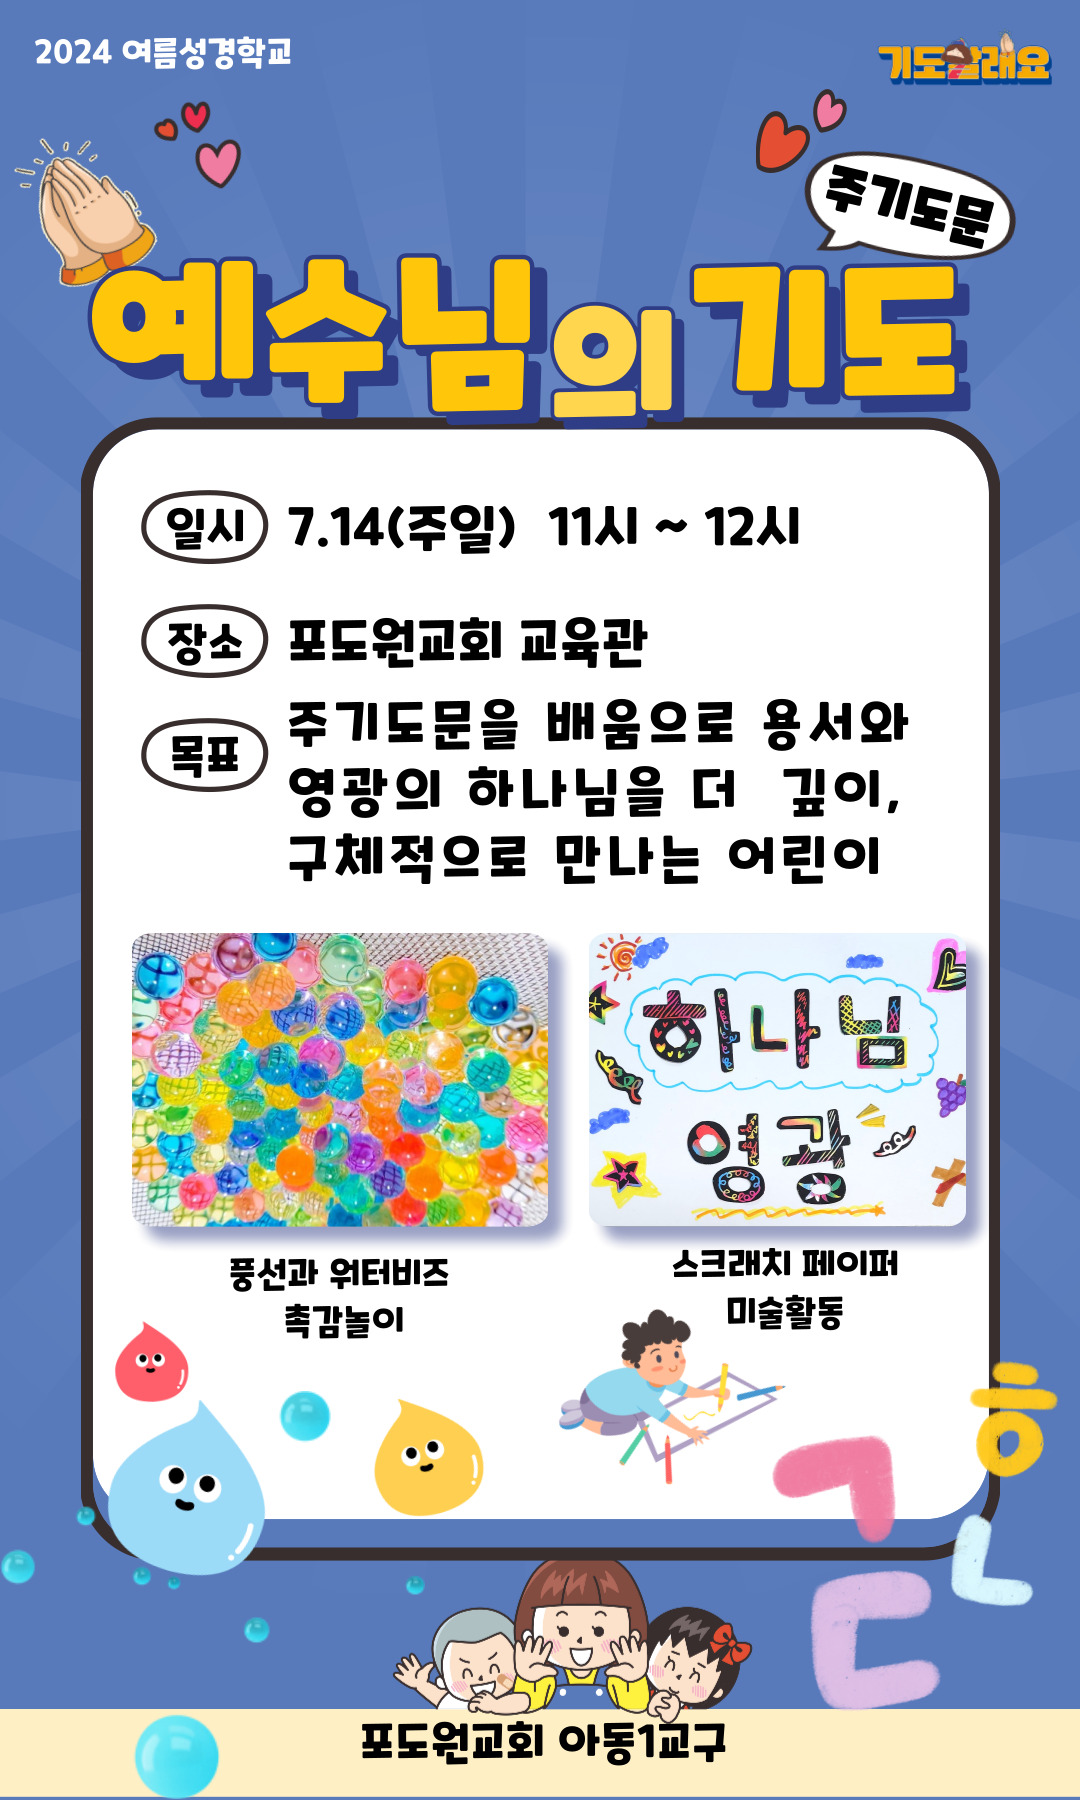 2024 여름성경학교
기도할래요
주기도문
예수님의 기도
일시 7.14(주일) 11시 ~ 12시
장소 포도원교회 교육관
목표 주기도문을 배움으로 용서와
영광의 하나님을 더 깊이,
구체적으로 만나는 어린이
하나님
영광
풍선과 워터비즈
촉감놀이
스크래치 페이퍼
미술활동
ㅎ
ㄱ
ㄴ
ㄷ
포도원교회 아동1교구